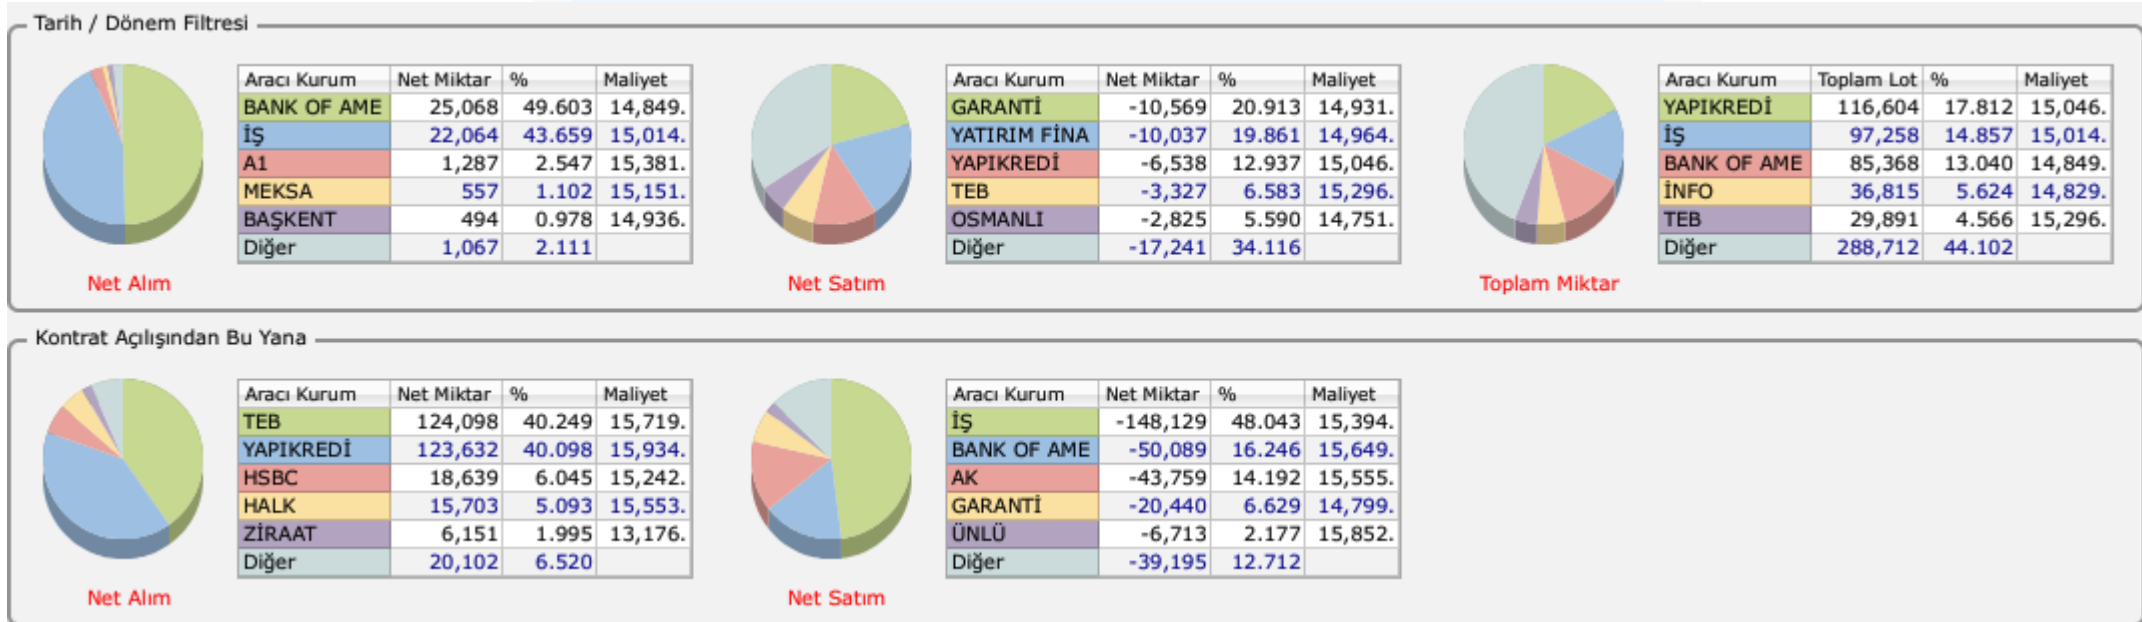 Tarih / Dönem Filtresi
Aracı Kurum Net Miktar % Maliyet
BANK OF AME 25,068 49.603 14,849.
İŞ 22,064 43.659 15,014.
A1 1,287 2.547 15,381.
MEKSA 557 1.102 15,151.
BAŞKENT 494 0.978 14,936.
Diğer 1,067 2.111
Net Alım
Aracı Kurum Net Miktar % Maliyet
GARANTİ -10,569 20.913 14,931.
YATIRIM FİNA -10,037 19.861 14,964.
YAPIKREDİ -6,538 12.937 15,046.
TEB -3,327 6.583 15,296.
OSMANLI -2,825 5.590 14,751.
Diğer -17,241 34.116
Net Satım
Aracı Kurum Toplam Lot % Maliyet
YAPIKREDİ 116,604 17.812 15,046.
İŞ 97,258 14.857 15,014.
BANK OF AME 85,368 13.040 14,849.
İNFO 36,815 5.624 14,829.
TEB 29,891 4.566 15,296.
Diğer 288,712 44.102
Toplam Miktar
Kontrat Açılışından Bu Yana
Aracı Kurum Net Miktar % Maliyet
TEB 124,098 40.249 15,719.
YAPIKREDİ 123,632 40.098 15,934.
HSBC 18,639 6.045 15,242.
HALK 15,703 5.093 15,553.
ZİRAAT 6,151 1.995 13,176.
Diğer 20,102 6.520
Net Alım
Aracı Kurum Net Miktar % Maliyet
İŞ -148,129 48.043 15,394.
BANK OF AME -50,089 16.246 15,649.
AK -43,759 14.192 15,555.
GARANTİ -20,440 6.629 14,799.
ÜNLÜ -6,713 2.177 15,852.
Diğer -39,195 12.712
Net Satım